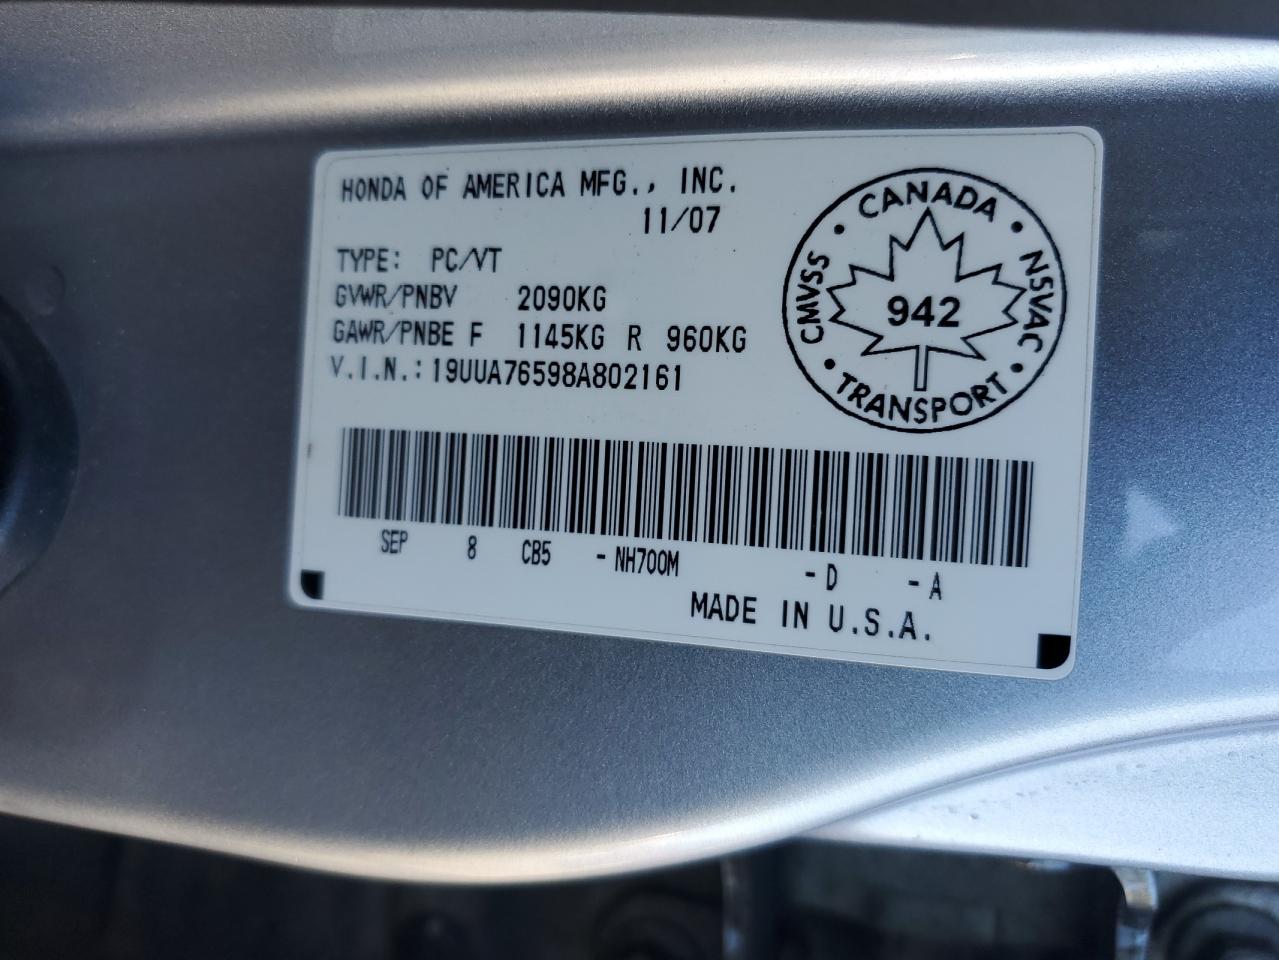 HONDA OF AMERICA MFG., INC.
11/07
TYPE: PC/VT
GVWR/PNBV 2090KG
GAWR/PNBE F 1145KG R 960KG
V.I.N.: 19UUA76598A802161
CANADA
CMVSS
NSVAC
942
TRANSPORT
SEP 8 CB5 -NH700M -D -A
MADE IN U.S.A.